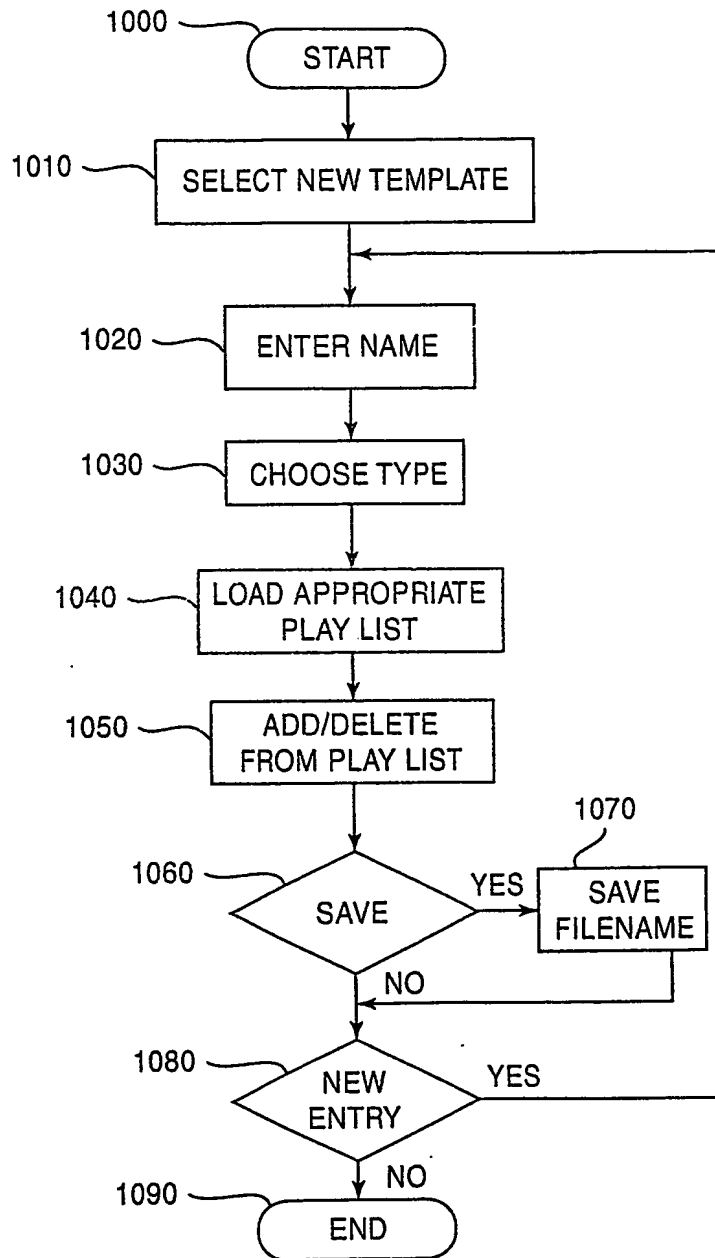 1000
START
1010
SELECT NEW TEMPLATE
1020
ENTER NAME
1030
CHOOSE TYPE
1040
LOAD APPROPRIATE
PLAY LIST
1050
ADD/DELETE
FROM PLAY LIST
1060
SAVE
YES
1070
SAVE
FILENAME
NO
1080
NEW
ENTRY
YES
NO
1090
END